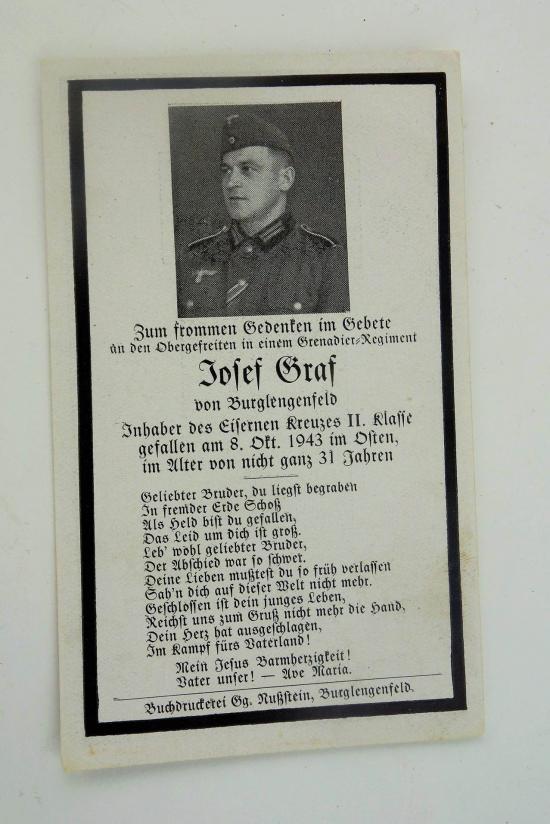 Zum frommen Gedenken im Gebete
an den Obergefreiten in einem Grenadier-Regiment
Josef Graf
von Burglengenfeld
Inhaber des Eisernen Kreuzes II. Klasse
gefallen am 8. Okt. 1943 im Osten,
im Alter von nicht ganz 31 Jahren
Geliebter Bruder, du liegst begraben
In fremder Erde Schoß
Als Held bist du gefallen,
Das Leid um dich ist groß.
Leb' wohl geliebter Bruder,
Der Abschied war so schwer.
Deine Lieben mußtest du so früh verlassen
Sah'n dich auf dieser Welt nicht mehr.
Geschlossen ist dein junges Leben,
Reichst uns zum Gruß nicht mehr die Hand,
Dein Herz hat ausgeschlagen,
Im Kampf fürs Vaterland!
Mein Jesus Barmherzigkeit!
Vater unser! — Ave Maria.
Buchdruckerei Gg. Nußstein, Burglengenfeld.